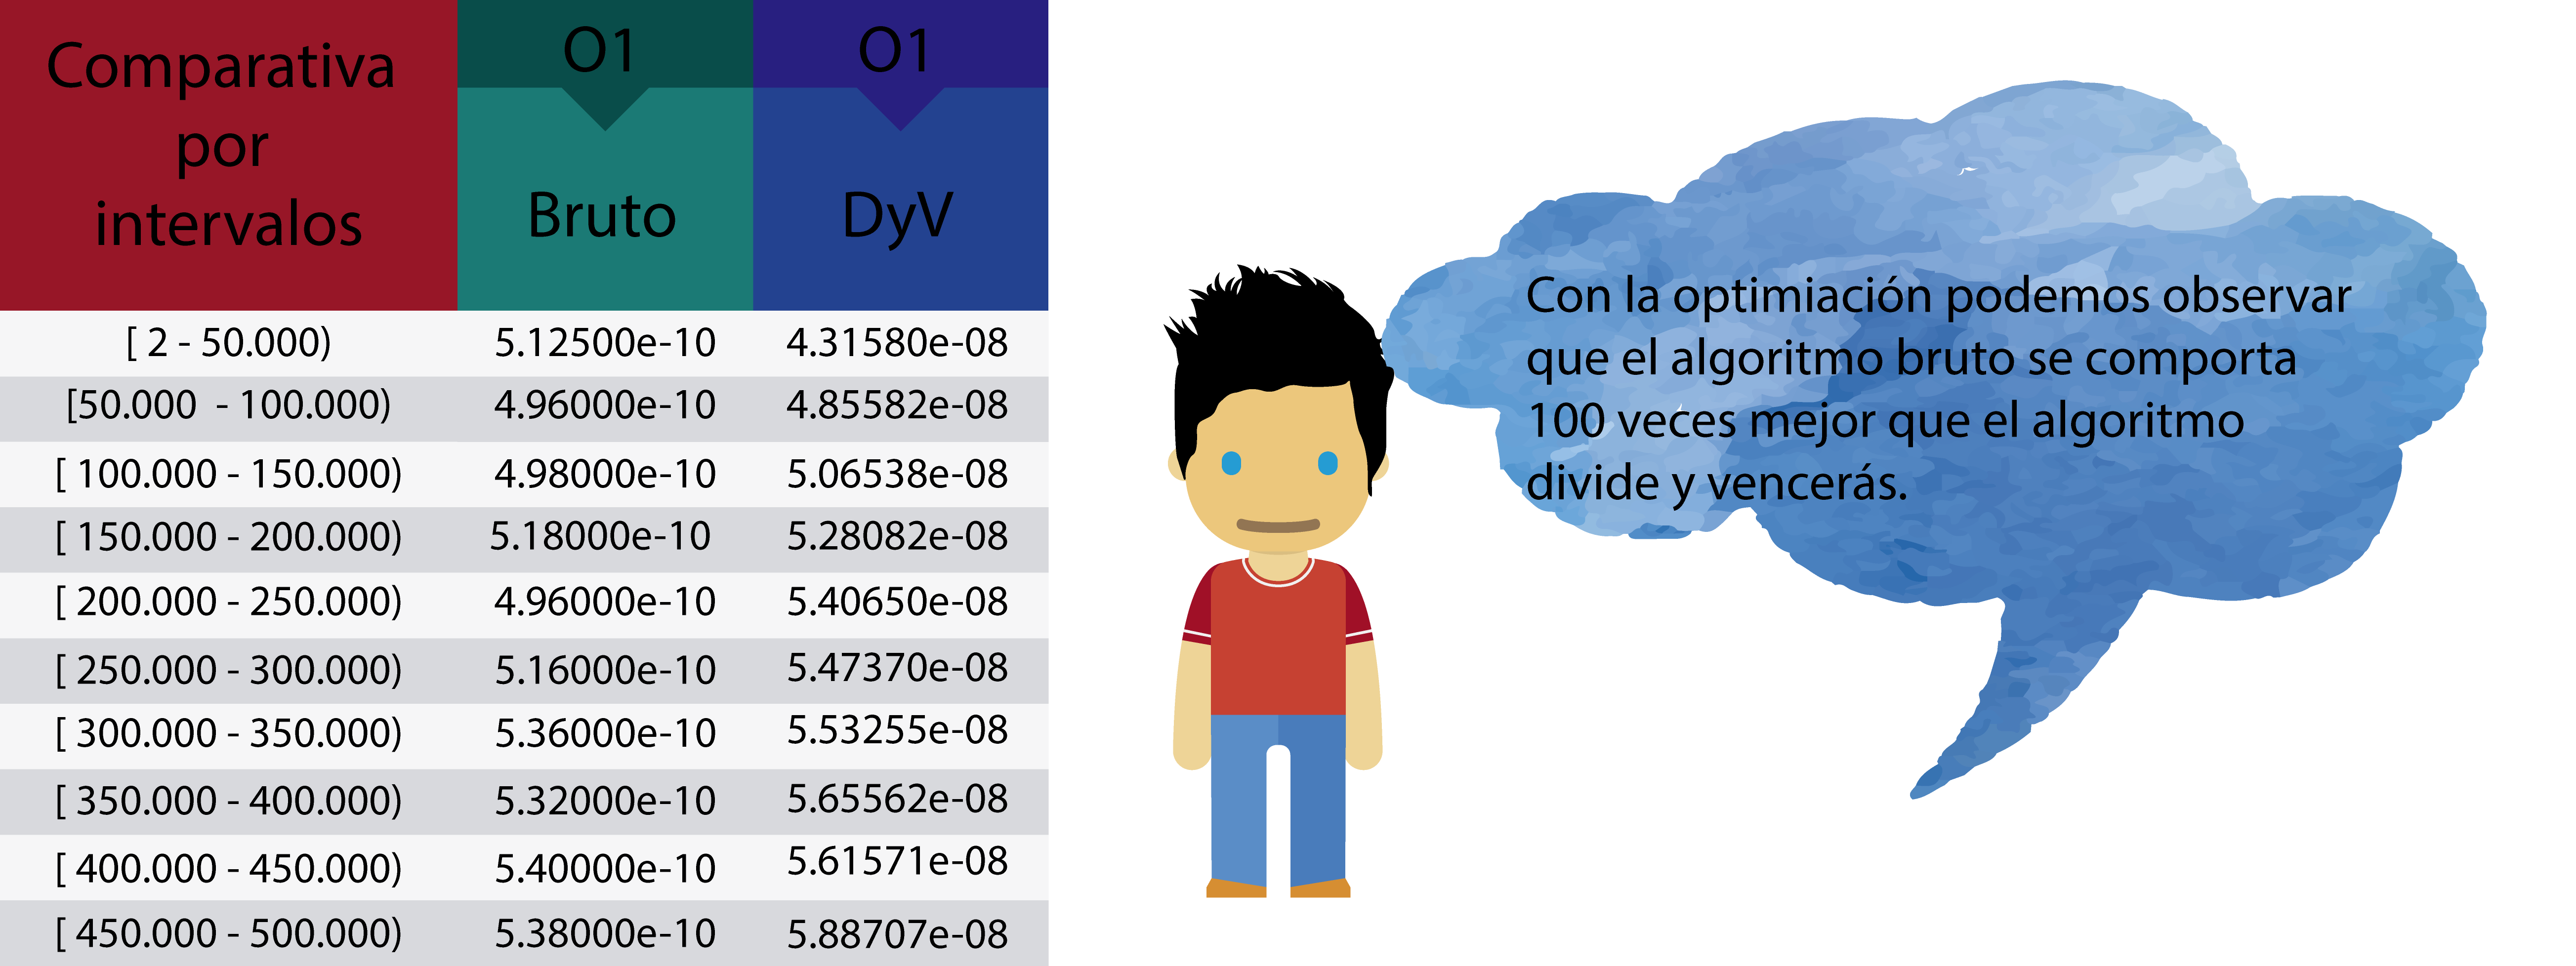 Comparativa
por
intervalos
O1
Bruto
O1
DyV
[ 2 - 50.000) 5.12500e-10 4.31580e-08
[50.000 - 100.000) 4.96000e-10 4.85582e-08
[ 100.000 - 150.000) 4.98000e-10 5.06538e-08
[ 150.000 - 200.000) 5.18000e-10 5.28082e-08
[ 200.000 - 250.000) 4.96000e-10 5.40650e-08
[ 250.000 - 300.000) 5.16000e-10 5.47370e-08
[ 300.000 - 350.000) 5.36000e-10 5.53255e-08
[ 350.000 - 400.000) 5.32000e-10 5.65562e-08
[ 400.000 - 450.000) 5.40000e-10 5.61571e-08
[ 450.000 - 500.000) 5.38000e-10 5.88707e-08
Con la optimiación podemos observar
que el algoritmo bruto se comporta
100 veces mejor que el algoritmo
divide y vencerás.